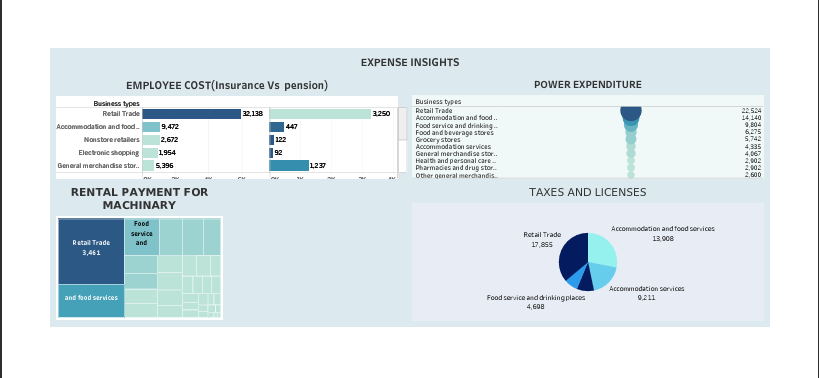 EXPENSE INSIGHTS
EMPLOYEE COST(Insurance Vs pension)
Business types
Retail Trade 32,138 3,250
Accommodation and food.. 9,472 447
Nonstore retailers 2,672 122
Electronic shopping 1,954 92
General merchandise stor.. 5,396 1,237
POWER EXPENDITURE
Business types
Retail Trade 22,524
Accommodation and food.. 14,140
Food service and drinking.. 9,804
Food and beverage stores 6,275
Grocery stores 5,742
Accommodation services 4,335
General merchandise stor.. 4,067
Health and personal care .. 2,902
Pharmacies and drug stor.. 2,902
Other general merchandis.. 2,600
RENTAL PAYMENT FOR
MACHINARY
Retail Trade
3,461
Food
service
and
and food services
TAXES AND LICENSES
Accommodation and food services
13,908
Retail Trade
17,855
Accommodation services
9,211
Food service and drinking places
4,698